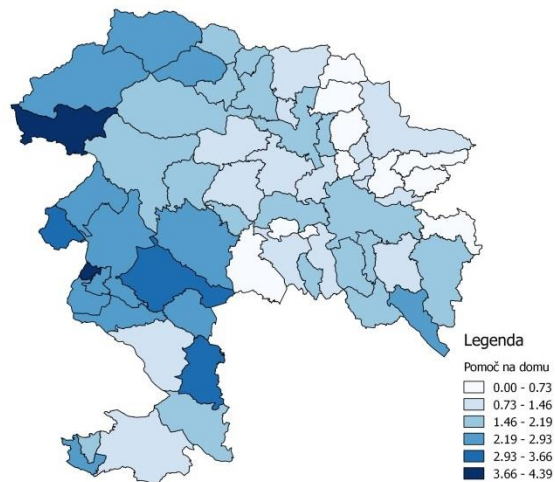 Legenda
Pomoč na domu
0.00 - 0.73
0.73 - 1.46
1.46 - 2.19
2.19 - 2.93
2.93 - 3.66
3.66 - 4.39